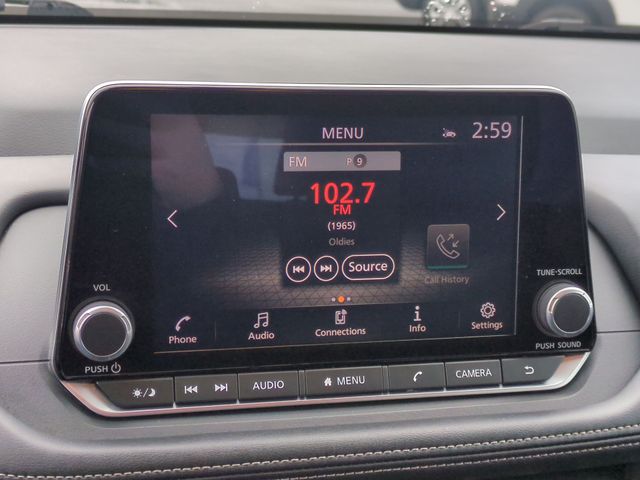 MENU 2:59
FM P 9
102.7
FM
(1965)
Oldies
Source
Call History
Phone Audio Connections Info Settings
VOL
PUSH
TUNE·SCROLL
PUSH SOUND
AUDIO MENU CAMERA